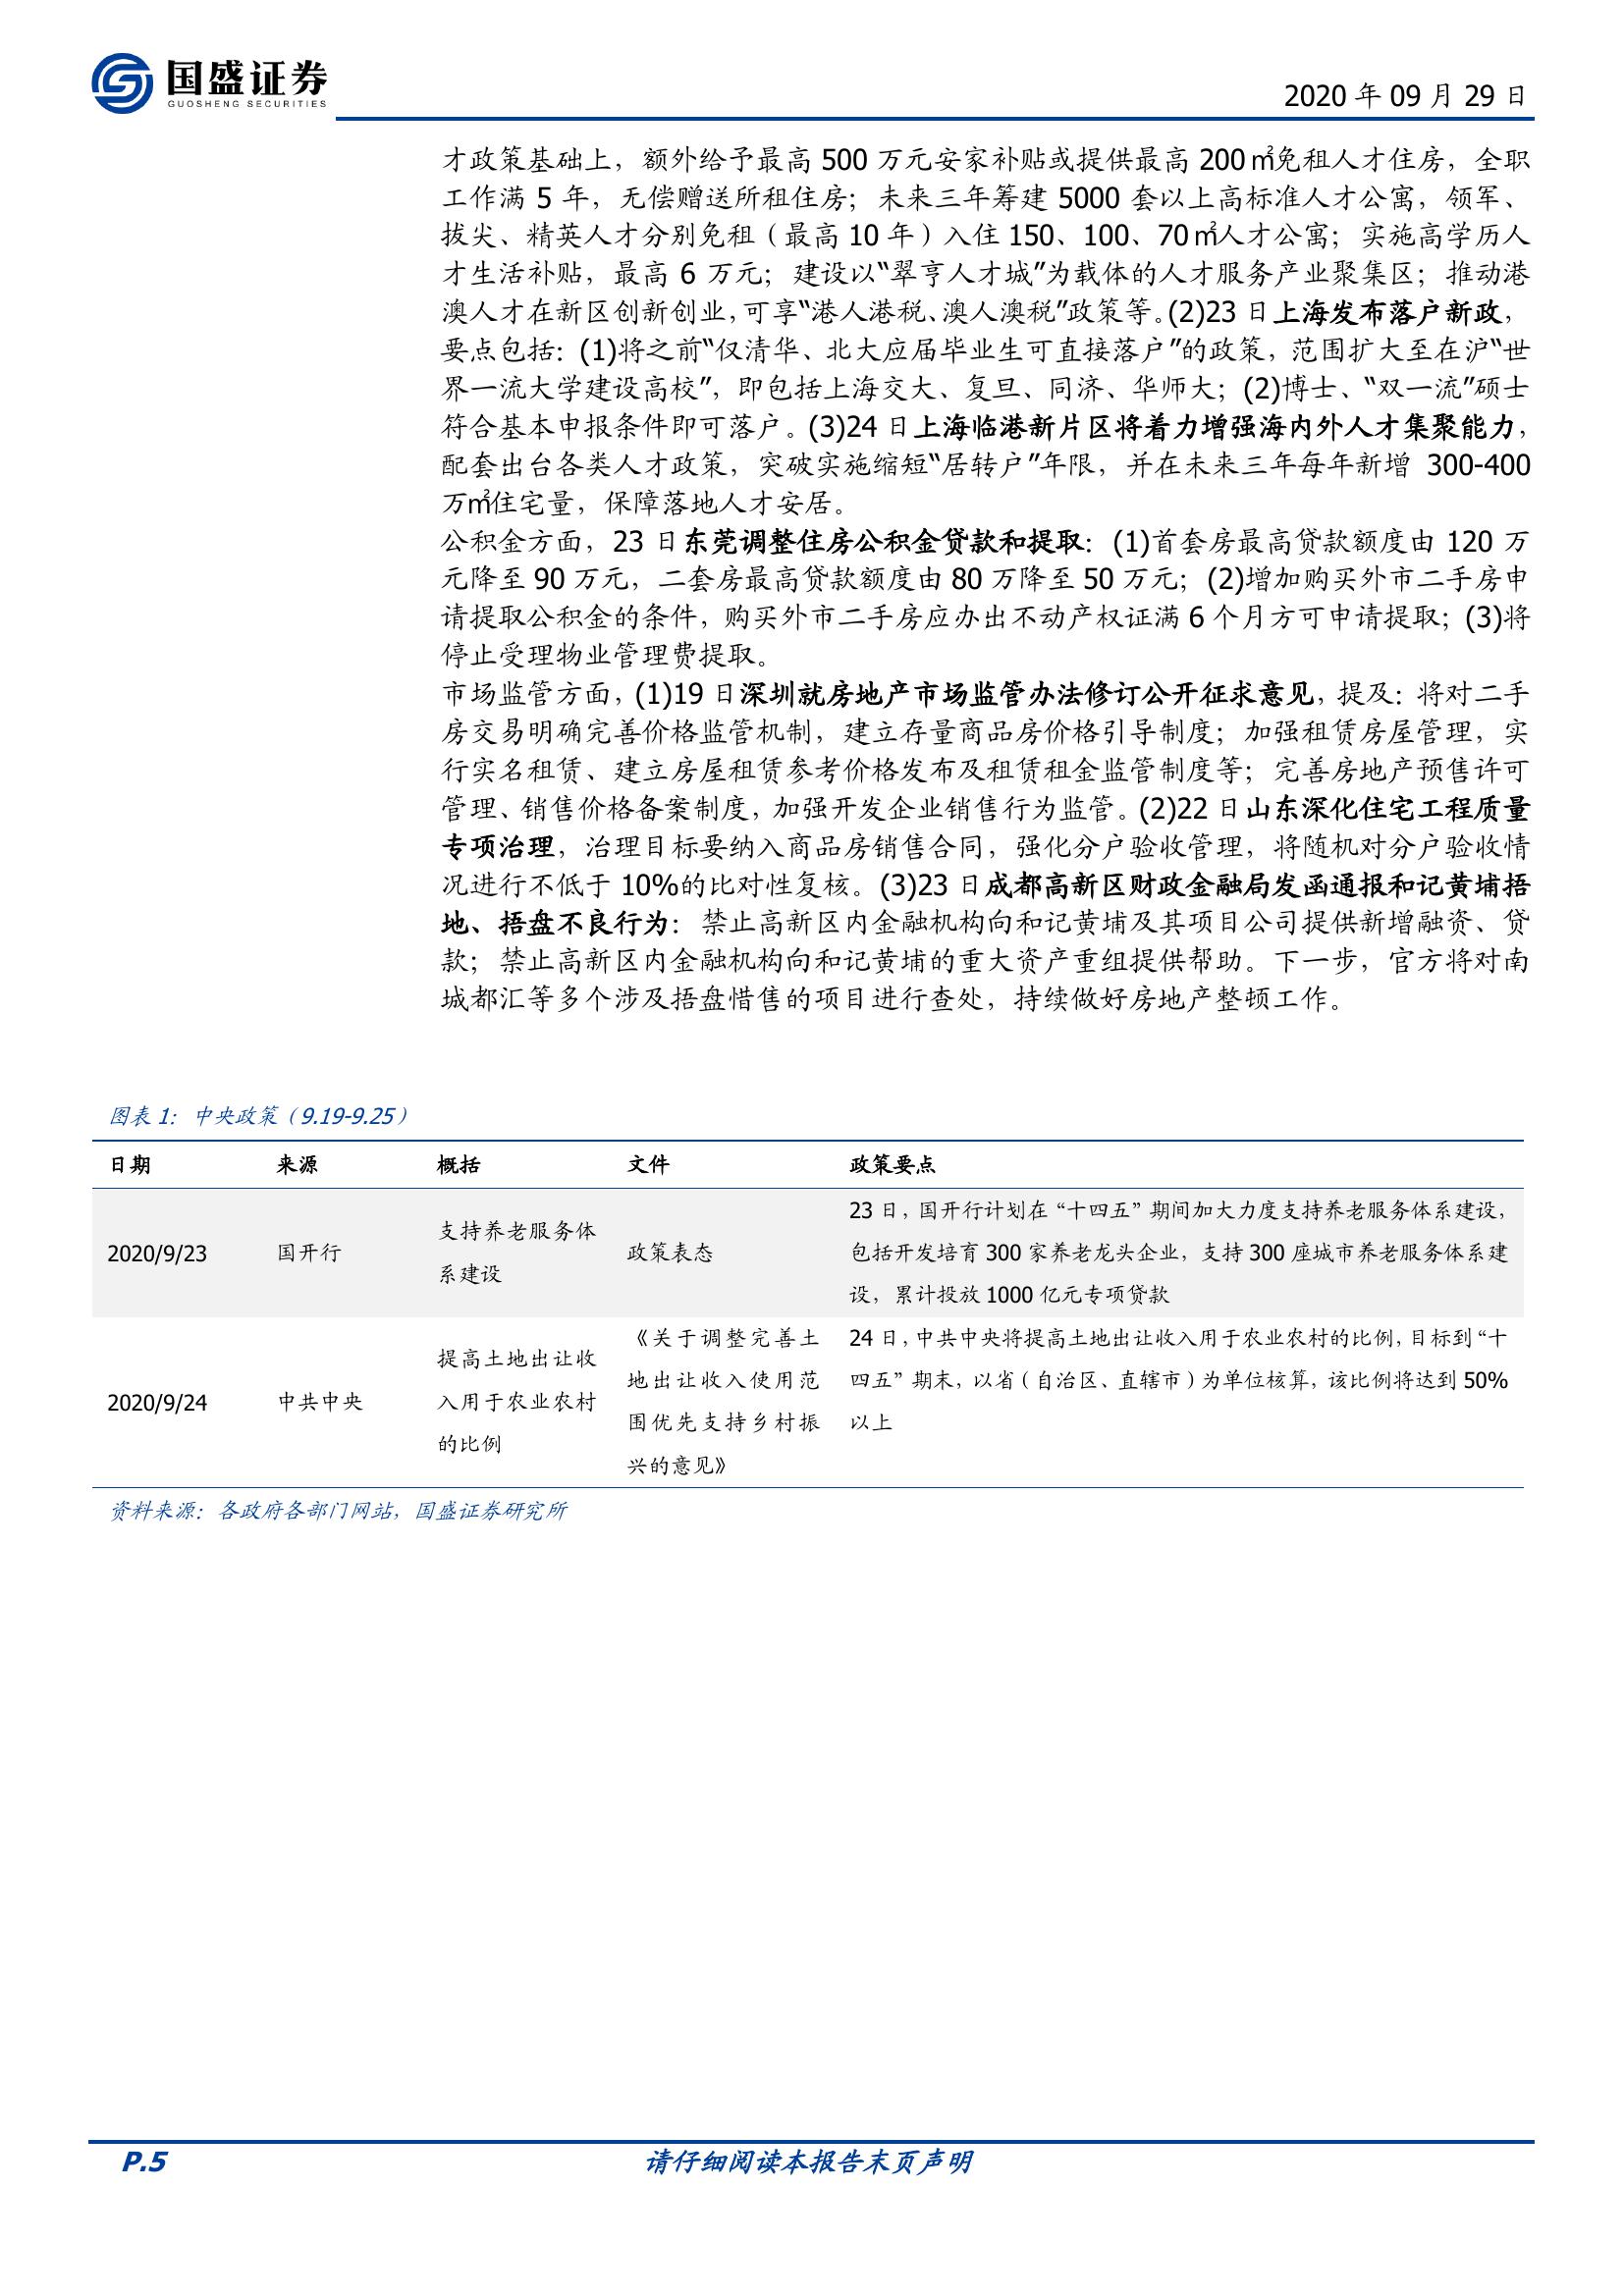 国盛证券
GUOSHENG SECURITIES
2020 年 09 月 29 日
才政策基础上，额外给予最高 500 万元安家补贴或提供最高 200 ㎡免租人才住房，全职
工作满 5 年，无偿赠送所租住房；未来三年筹建 5000 套以上高标准人才公寓，领军、
拔尖、精英人才分别免租（最高 10 年）入住 150、100、70 ㎡人才公寓；实施高学历人
才生活补贴，最高 6 万元；建设以“翠亨人才城”为载体的人才服务产业聚集区；推动港
澳人才在新区创新创业，可享“港人港税、澳人澳税”政策等。(2)23 日上海发布落户新政，
要点包括：(1)将之前“仅清华、北大应届毕业生可直接落户”的政策，范围扩大至在沪“世
界一流大学建设高校”，即包括上海交大、复旦、同济、华师大；(2)博士、“双一流”硕士
符合基本申报条件即可落户。(3)24 日上海临港新片区将着力增强海内外人才集聚能力，
配套出台各类人才政策，突破实施缩短“居转户”年限，并在未来三年每年新增 300-400
万㎡住宅量，保障落地人才安居。
公积金方面，23 日东莞调整住房公积金贷款和提取：(1)首套房最高贷款额度由 120 万
元降至 90 万元，二套房最高贷款额度由 80 万降至 50 万元；(2)增加购买外市二手房申
请提取公积金的条件，购买外市二手房应办出不动产权证满 6 个月方可申请提取；(3)将
停止受理物业管理费提取。
市场监管方面，(1)19 日深圳就房地产市场监管办法修订公开征求意见，提及：将对二手
房交易明确完善价格监管机制，建立存量商品房价格引导制度；加强租赁房屋管理，实
行实名租赁、建立房屋租赁参考价格发布及租赁租金监管制度等；完善房地产预售许可
管理、销售价格备案制度，加强开发企业销售行为监管。(2)22 日山东深化住宅工程质量
专项治理，治理目标要纳入商品房销售合同，强化分户验收管理，将随机对分户验收情
况进行不低于 10%的比对性复核。(3)23 日成都高新区财政金融局发函通报和记黄埔捂
地、捂盘不良行为：禁止高新区内金融机构向和记黄埔及其项目公司提供新增融资、贷
款；禁止高新区内金融机构向和记黄埔的重大资产重组提供帮助。下一步，官方将对南
城都汇等多个涉及捂盘惜售的项目进行查处，持续做好房地产整顿工作。
图表 1：中央政策（9.19-9.25）
日期 来源 概括 文件 政策要点
2020/9/23
国开行
支持养老服务体
系建设
政策表态
23 日，国开行计划在“十四五”期间加大力度支持养老服务体系建设，
包括开发培育 300 家养老龙头企业，支持 300 座城市养老服务体系建
设，累计投放 1000 亿元专项贷款
2020/9/24
中共中央
提高土地出让收
入用于农业农村
的比例
《关于调整完善土
地出让收入使用范
围优先支持乡村振
兴的意见》
24 日，中共中央将提高土地出让收入用于农业农村的比例，目标到“十
四五”期末，以省（自治区、直辖市）为单位核算，该比例将达到 50%
以上
资料来源：各政府各部门网站，国盛证券研究所
P.5
请仔细阅读本报告末页声明